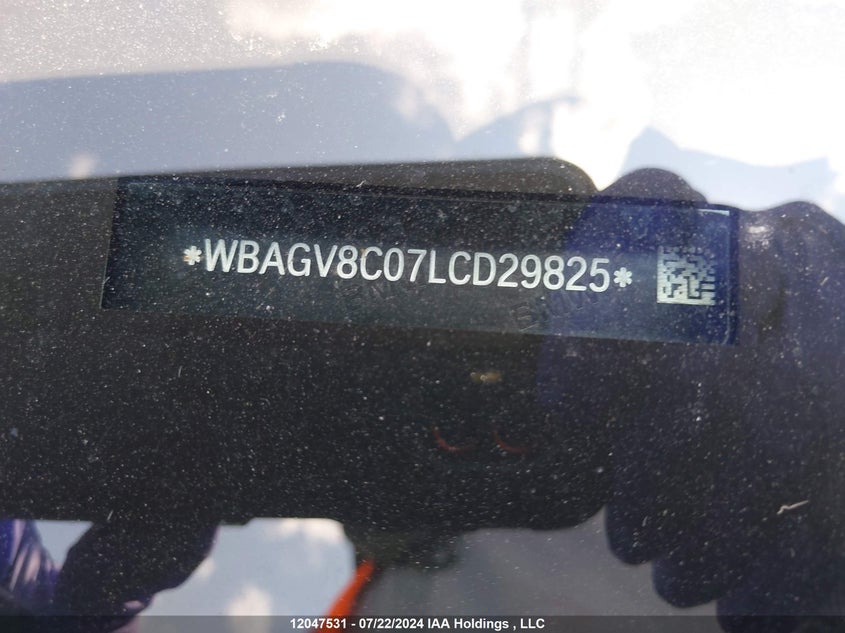 *WBAGV8C07LCD29825*
12047531 - 07/22/2024 IAA Holdings , LLC